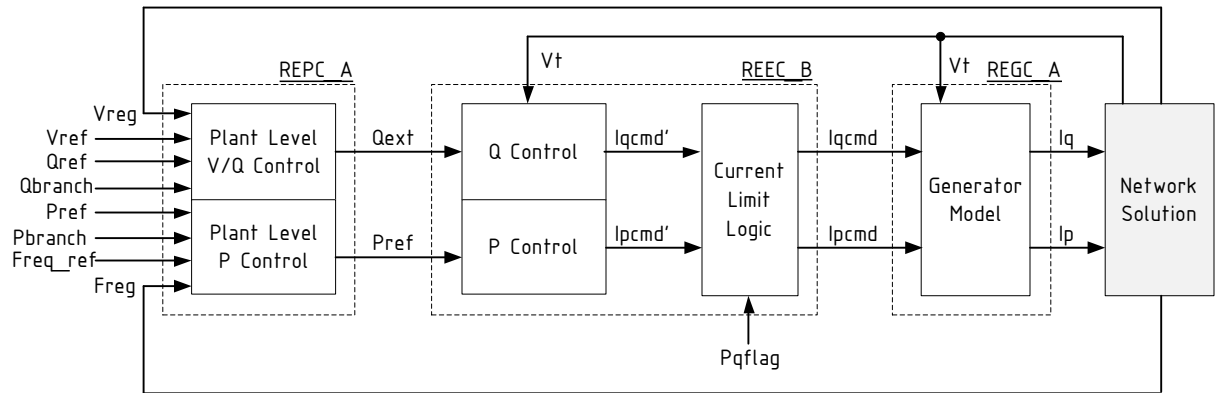 REPC_A
Vt
REEC_B
Vt
REGC_A
Vreg
Vref
Qref
Qbranch
Pref
Pbranch
Freq_ref
Freg
Plant Level
V/Q Control
Plant Level
P Control
Qext
Pref
Q Control
P Control
Iqcmd'
Ipcmd'
Current
Limit
Logic
Pqflag
Iqcmd
Ipcmd
Generator
Model
Iq
Ip
Network
Solution